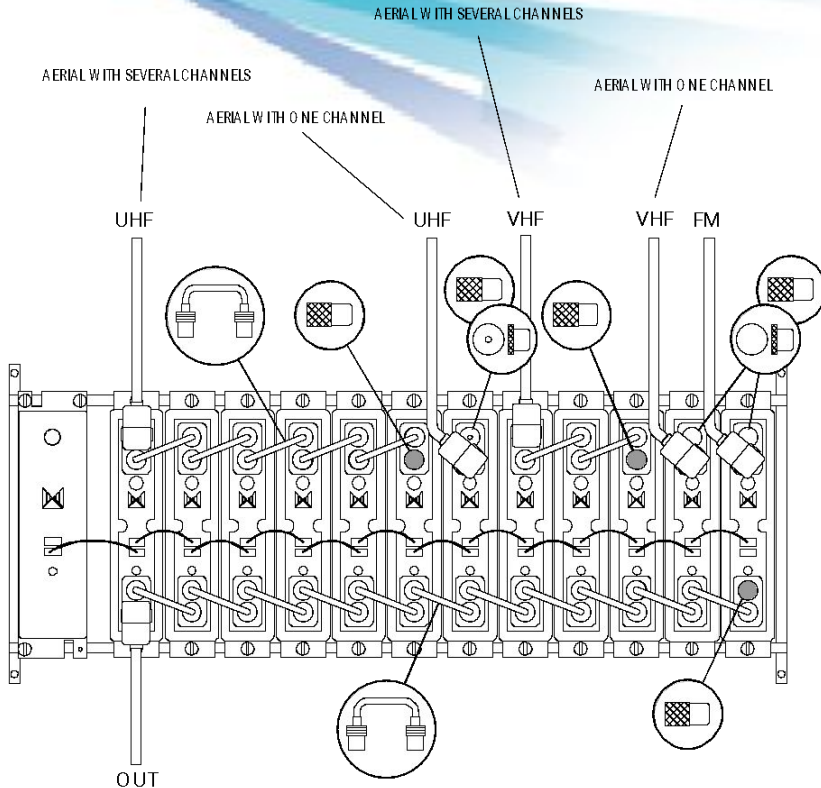 AERIAL WITH SEVERAL CHANNELS
AERIAL WITH SEVERAL CHANNELS
AERIAL WITH ONE CHANNEL
AERIAL WITH ONE CHANNEL
UHF
UHF
VHF
VHF
FM
OUT